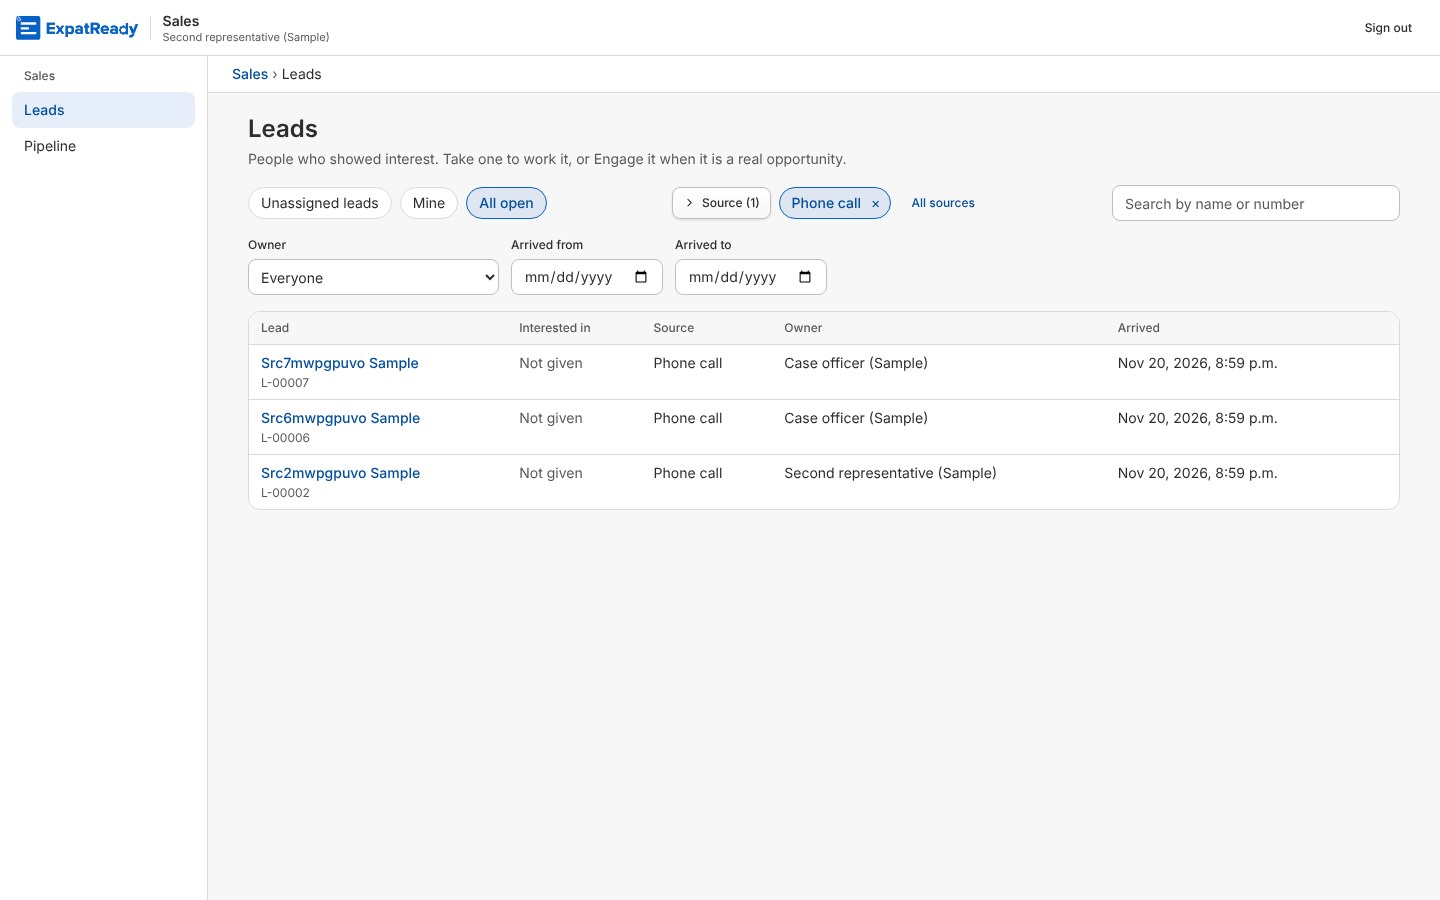 ExpatReady
Sales
Second representative (Sample)
Sign out
Sales
Leads
Pipeline
Sales › Leads
Leads
People who showed interest. Take one to work it, or Engage it when it is a real opportunity.
Unassigned leads
Mine
All open
Source (1)
Phone call ×
All sources
Search by name or number
Owner
Arrived from
Arrived to
Everyone
mm/dd/yyyy
mm/dd/yyyy
Lead Interested in Source Owner Arrived
Src7mwpgpuvo Sample Not given Phone call Case officer (Sample) Nov 20, 2026, 8:59 p.m.
L-00007
Src6mwpgpuvo Sample Not given Phone call Case officer (Sample) Nov 20, 2026, 8:59 p.m.
L-00006
Src2mwpgpuvo Sample Not given Phone call Second representative (Sample) Nov 20, 2026, 8:59 p.m.
L-00002